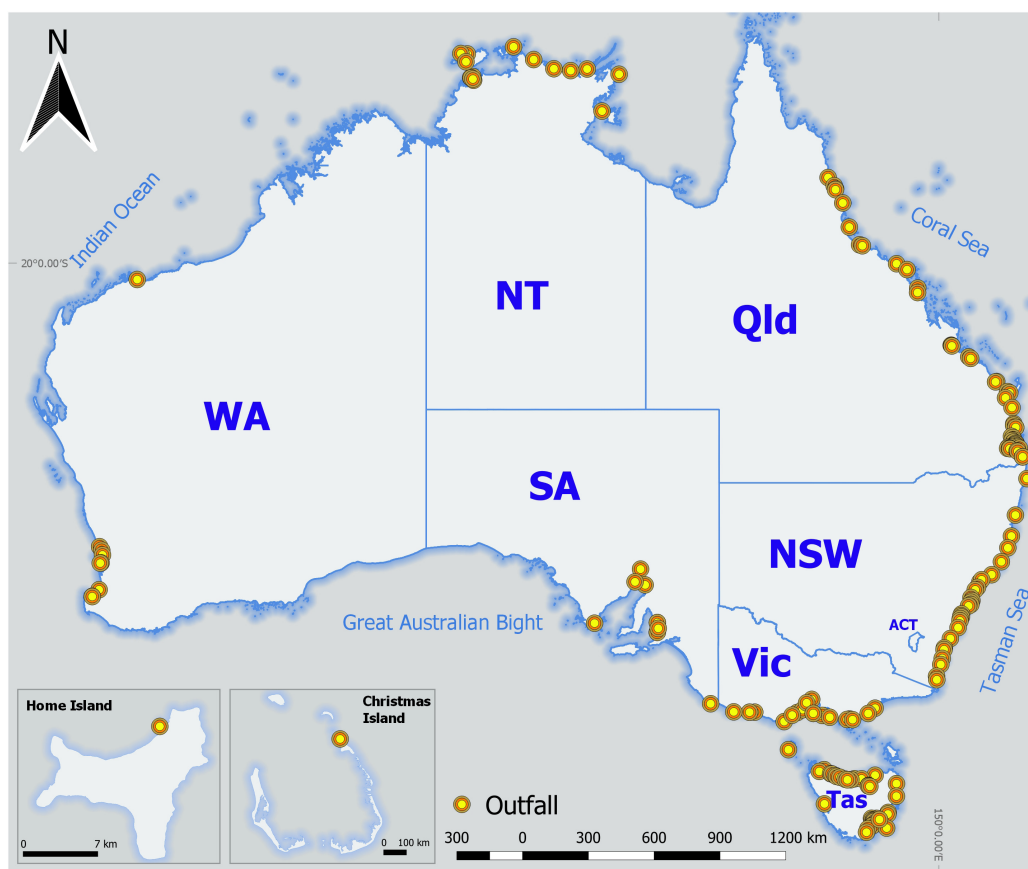 N
Indian Ocean
Coral Sea
20°0.00'S
NT
Qld
WA
SA
NSW
ACT
Great Australian Bight
Vic
Tasman Sea
Home Island
Christmas
Island
Tas
Outfall
0 7 km
0 100 km
300 0 300 600 900 1200 km
150°0.00'E